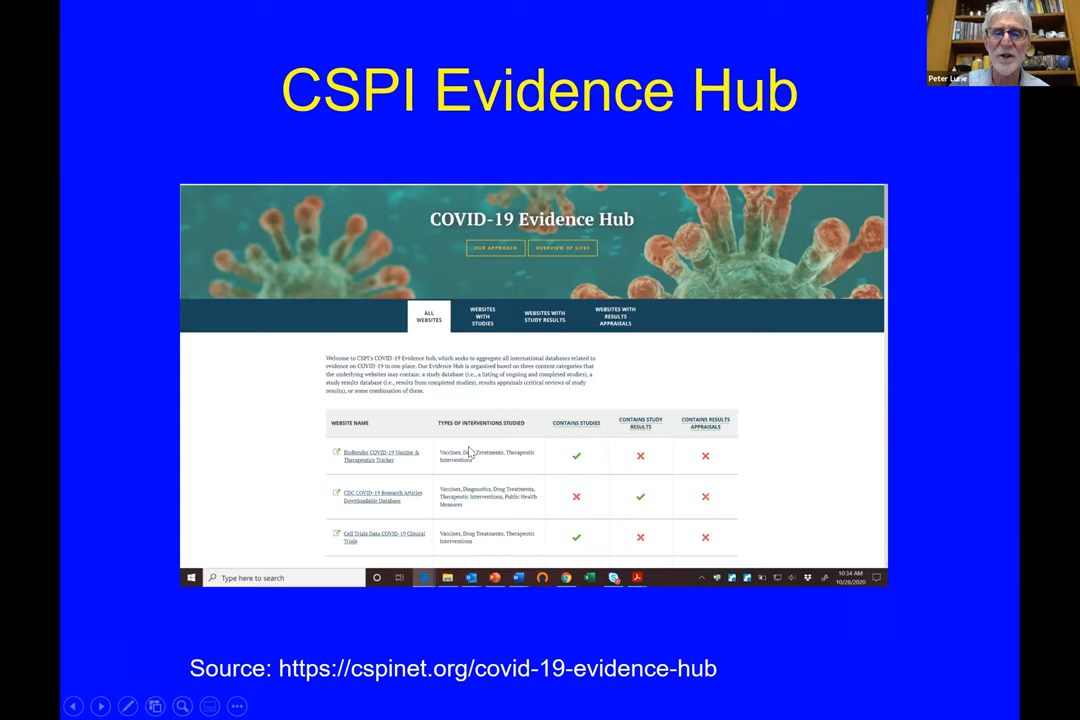 CSPI Evidence Hub
Peter Lurie
COVID-19 Evidence Hub
OUR APPROACH
OVERVIEW OF SITES
ALL
WEBSITES
WEBSITES
WITH
STUDIES
WEBSITES WITH
STUDY RESULTS
WEBSITES WITH
RESULTS
APPRAISALS
Welcome to CSPI's COVID-19 Evidence hub, which seeks to aggregate all international databases related to
evidence on COVID-19 in one place. Our Evidence Hub is organized based on three content categories that
the underlying websites may contain: a study database (i.e., a listing of ongoing and completed studies), a
study results database (i.e., results from completed studies), results appraisals (critical reviews of study
results), or some combination of these.
WEBSITE NAME
TYPES OF INTERVENTIONS STUDIED
CONTAINS STUDIES
CONTAINS STUDY
RESULTS
CONTAINS RESULTS
APPRAISALS
BioRender COVID-19 Vaccine &
Therapeutics Tracker
Vaccines, Treatments, Therapeutic
Interventions
CDC COVID-19 Research Articles
Downloadable Database
Vaccines, Diagnostics, Drug Treatments,
Therapeutic Interventions, Public Health
Measures
Cell Trials Data COVID-19 Clinical
Trials
Vaccines, Drug Treatments, Therapeutic
Interventions
Type here to search
10:34 AM
10/28/2020
Source: https://cspinet.org/covid-19-evidence-hub